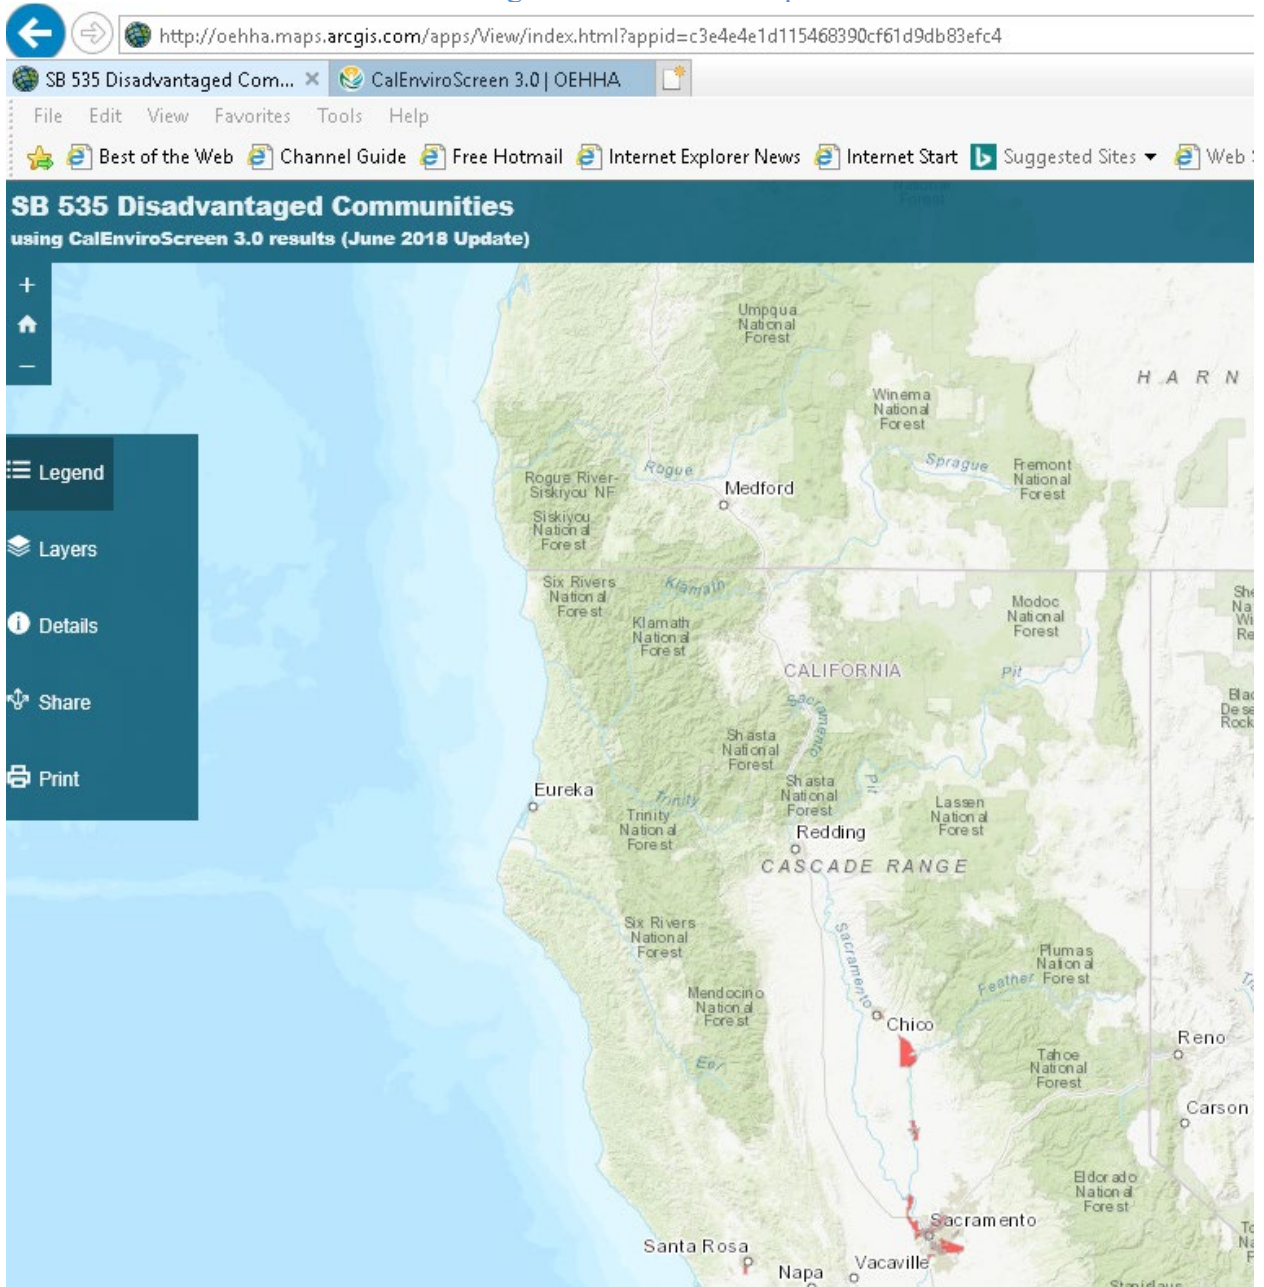 http://oehha.maps.arcgis.com/apps/View/index.html?appid=c3e4e4e1d115468390cf61d9db83efc4
SB 535 Disadvantaged Com... × CalEnviroScreen 3.0 | OEHHA
File Edit View Favorites Tools Help
Best of the Web Channel Guide Free Hotmail Internet Explorer News Internet Start Suggested Sites Web
SB 535 Disadvantaged Communities
using CalEnviroScreen 3.0 results (June 2018 Update)
+
−
Legend
Layers
Details
Share
Print
Umpqua
National
Forest
H A R N
Winema
National
Forest
Sprague
Fremont
National
Forest
Rogue
Rogue River-
Siskiyou NF
Medford
Siskiyou
National
Forest
Six Rivers
National
Forest
Klamath
Klamath
National
Forest
Modoc
National
Forest
CALIFORNIA
Pit
Sacramento
Shasta
National
Forest
Shasta
National
Forest
Pit
Eureka
Trinity
Trinity
National
Forest
Lassen
National
Forest
Redding
CASCADE RANGE
Six Rivers
National
Forest
Sacramento
Plumas
National
Forest
Feather
Mendocino
National
Forest
Chico
Reno
Eel
Tahoe
National
Forest
Carson
Eldorado
National
Forest
Sacramento
Santa Rosa
Vacaville
Napa
Stanislaus